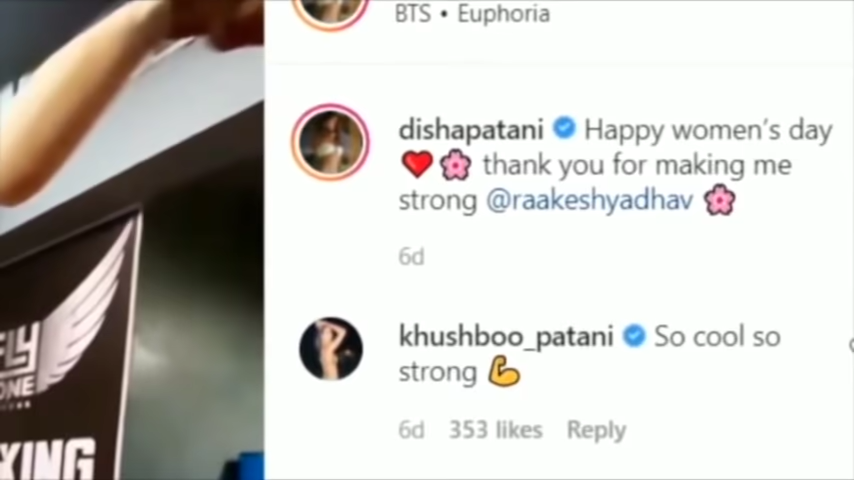 BTS • Euphoria
dishapatani Happy women's day
❤️🌸 thank you for making me
strong @raakeshyadhav 🌸
6d
khushboo_patani So cool so
strong 💪
6d 353 likes Reply
FLY
ONE
XING